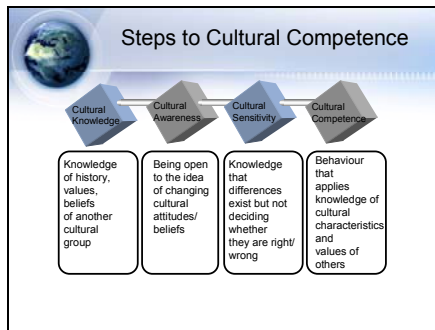 Steps to Cultural Competence
Cultural
Knowledge
Cultural
Awareness
Cultural
Sensitivity
Cultural
Competence
Knowledge
of history,
values,
beliefs
of another
cultural
group
Being open
to the idea
of changing
cultural
attitudes/
beliefs
Knowledge
that
differences
exist but not
deciding
whether
they are right/
wrong
Behaviour
that
applies
knowledge of
cultural
characteristics
and
values of
others